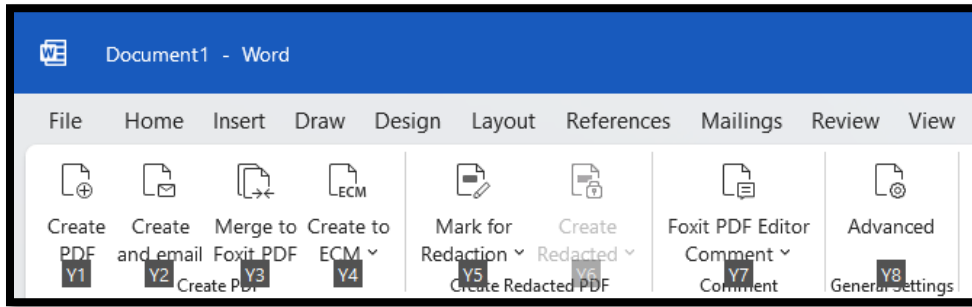 Document1 - Word
File Home Insert Draw Design Layout References Mailings Review View
ECM
Create Create Merge to Create to Mark for Create Foxit PDF Editor Advanced
PDF and email Foxit PDF ECM Redaction Redacted Comment
Y1 Y2 Y3 Y4 Y5 Y6 Y7 Y8
Create PDF Create Redacted PDF Comment General Settings